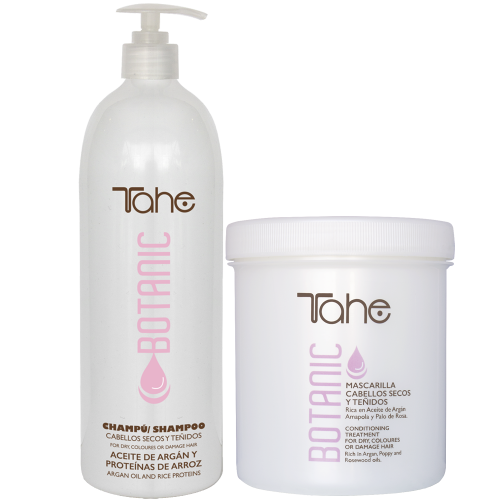 Tahe
BOTANIC
CHAMPÚ/ SHAMPOO
CABELLOS SECOS Y TEÑIDOS
FOR DRY, COLOURES OR DAMAGE HAIR
ACEITE DE ARGÁN Y
PROTEÍNAS DE ARROZ
ARGAN OIL AND RICE PROTEINS
Tahe
BOTANIC
MASCARILLA
CABELLOS SECOS
Y TEÑIDOS
Rica en Aceite de Argán
Amapola y Palo de Rosa.
CONDITIONING
TREATMENT
FOR DRY, COLOURES
OR DAMAGE HAIR
Rich in Argan, Poppy and
Rosewood oils.